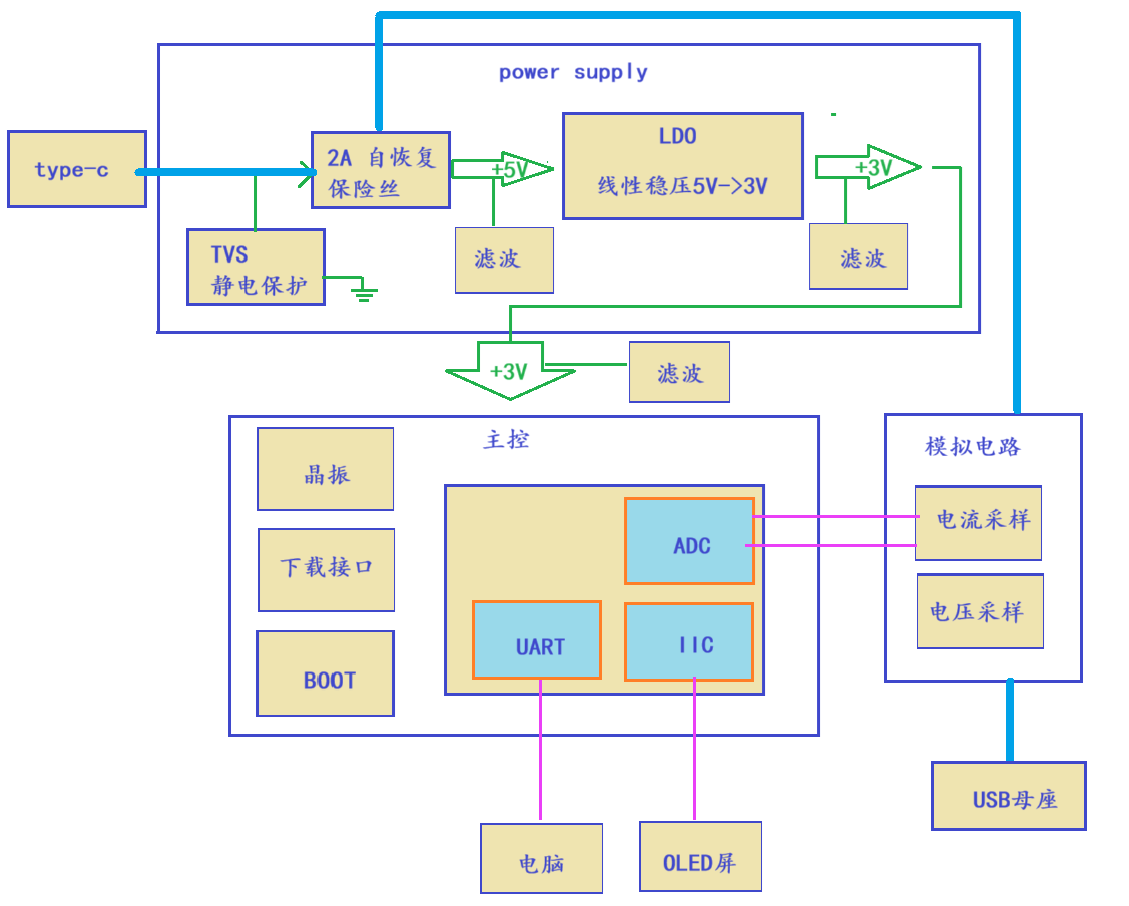 power supply
type-c
2A 自恢复
保险丝
+5V
LDO
线性稳压5V->3V
+3V
TVS
静电保护
滤波
滤波
+3V
滤波
主控
晶振
下载接口
BOOT
ADC
UART
IIC
模拟电路
电流采样
电压采样
USB母座
电脑
OLED屏